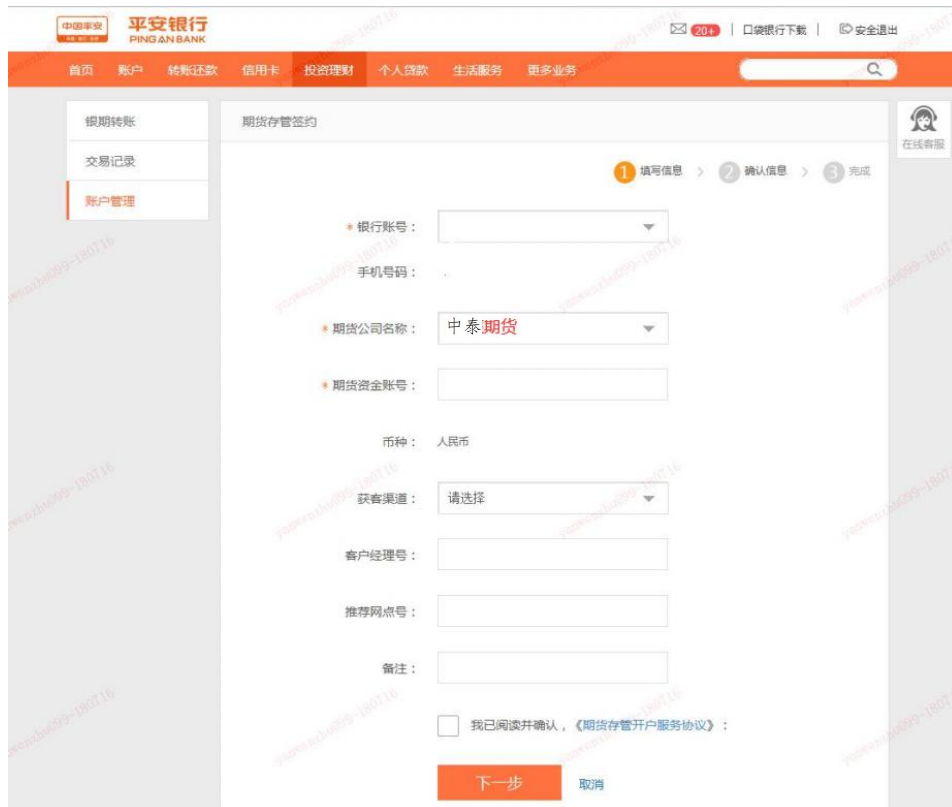 中国平安 平安银行
保险·银行·投资
PING AN BANK
20+ | 口袋银行下载 | 安全退出
首页 账户 转账还款 信用卡 投资理财 个人贷款 生活服务 更多业务
银期转账
交易记录
账户管理
期货存管签约
在线客服
1 填写信息 > 2 确认信息 > 3 完成
* 银行账号：
手机号码：
* 期货公司名称： 中泰期货
* 期货资金账号：
币种： 人民币
获客渠道： 请选择
客户经理号：
推荐网点号：
备注：
我已阅读并确认，《期货存管开户服务协议》：
下一步 取消